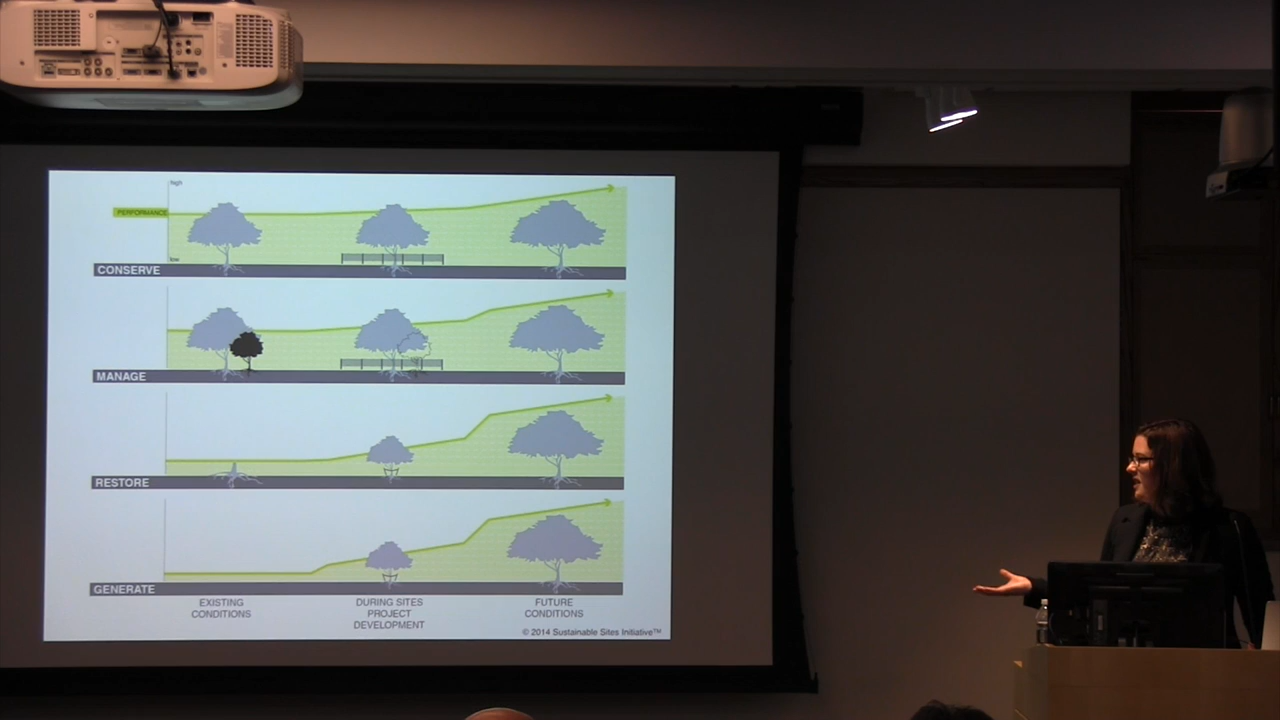 high
PERFORMANCE
low
CONSERVE
MANAGE
RESTORE
GENERATE
EXISTING
CONDITIONS
DURING SITES
PROJECT
DEVELOPMENT
FUTURE
CONDITIONS
© 2014 Sustainable Sites Initiative™